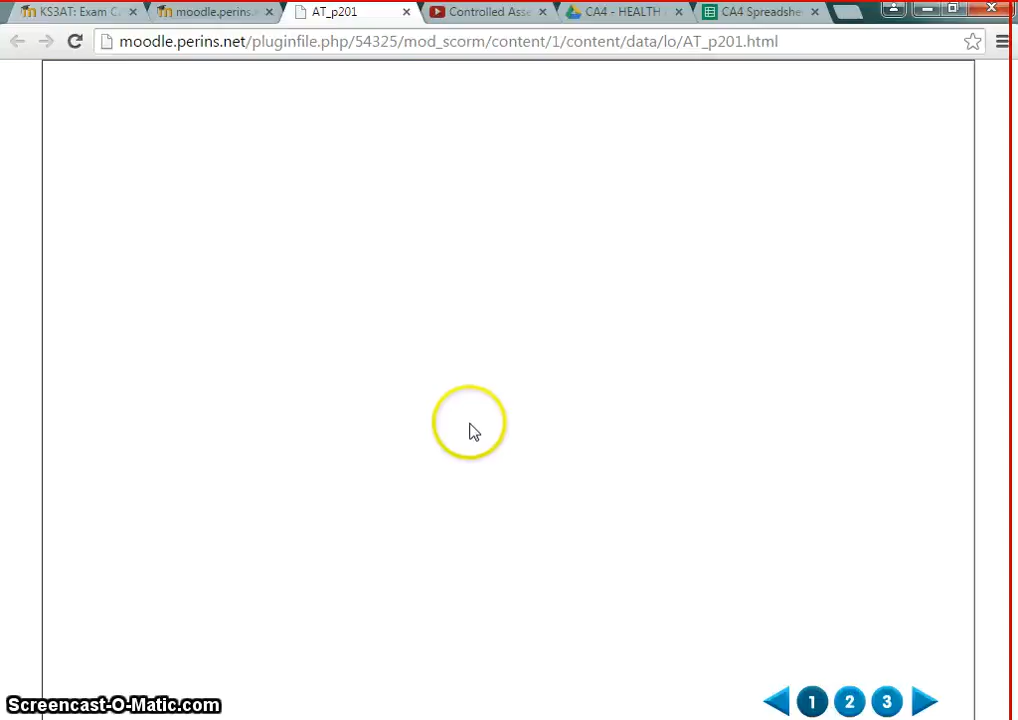 KS3AT: Exam C
moodle.perins.
AT_p201
Controlled Asse
CA4 - HEALTH
CA4 Spreadshe
moodle.perins.net/pluginfile.php/54325/mod_scorm/content/1/content/data/lo/AT_p201.html
1 2 3
Screencast-O-Matic.com